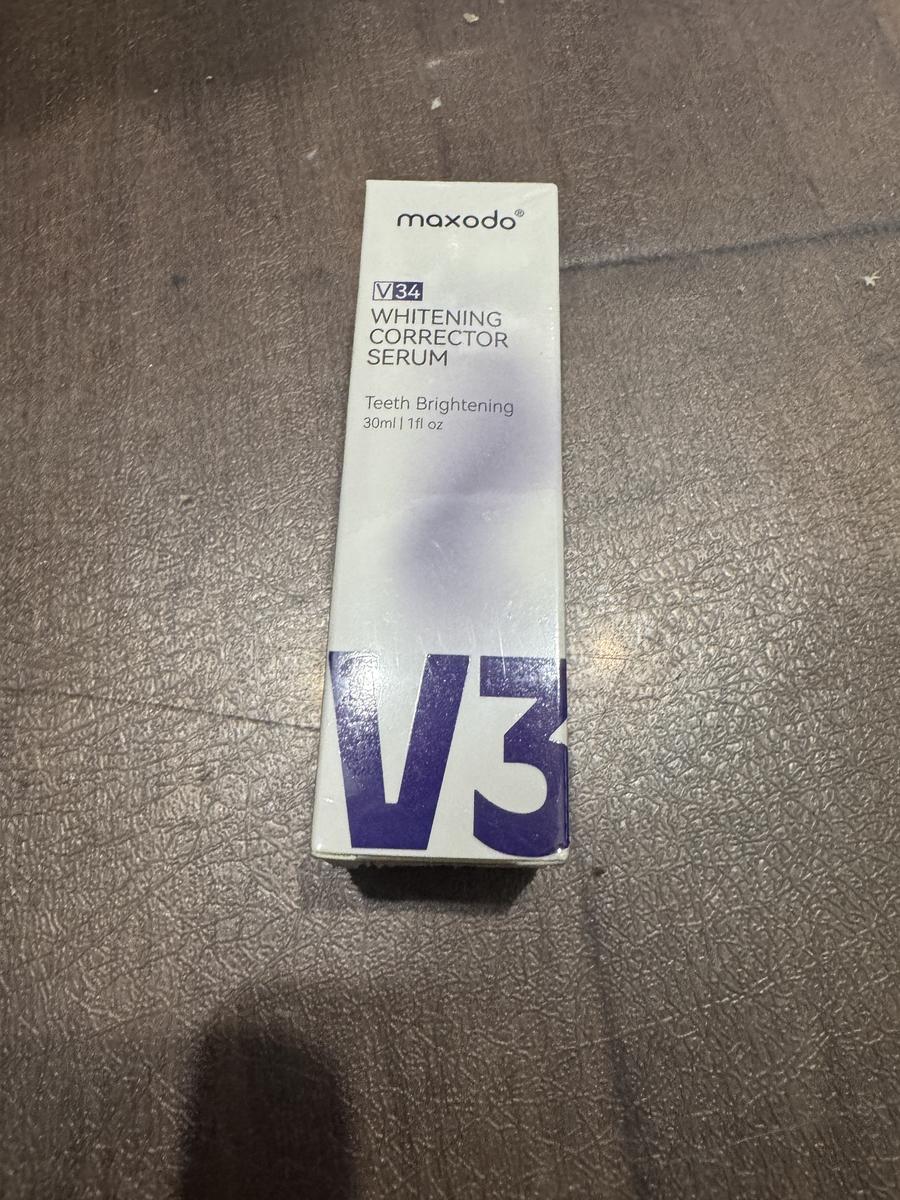 maxodo®
V34
WHITENING
CORRECTOR
SERUM
Teeth Brightening
30ml | 1fl oz
V3